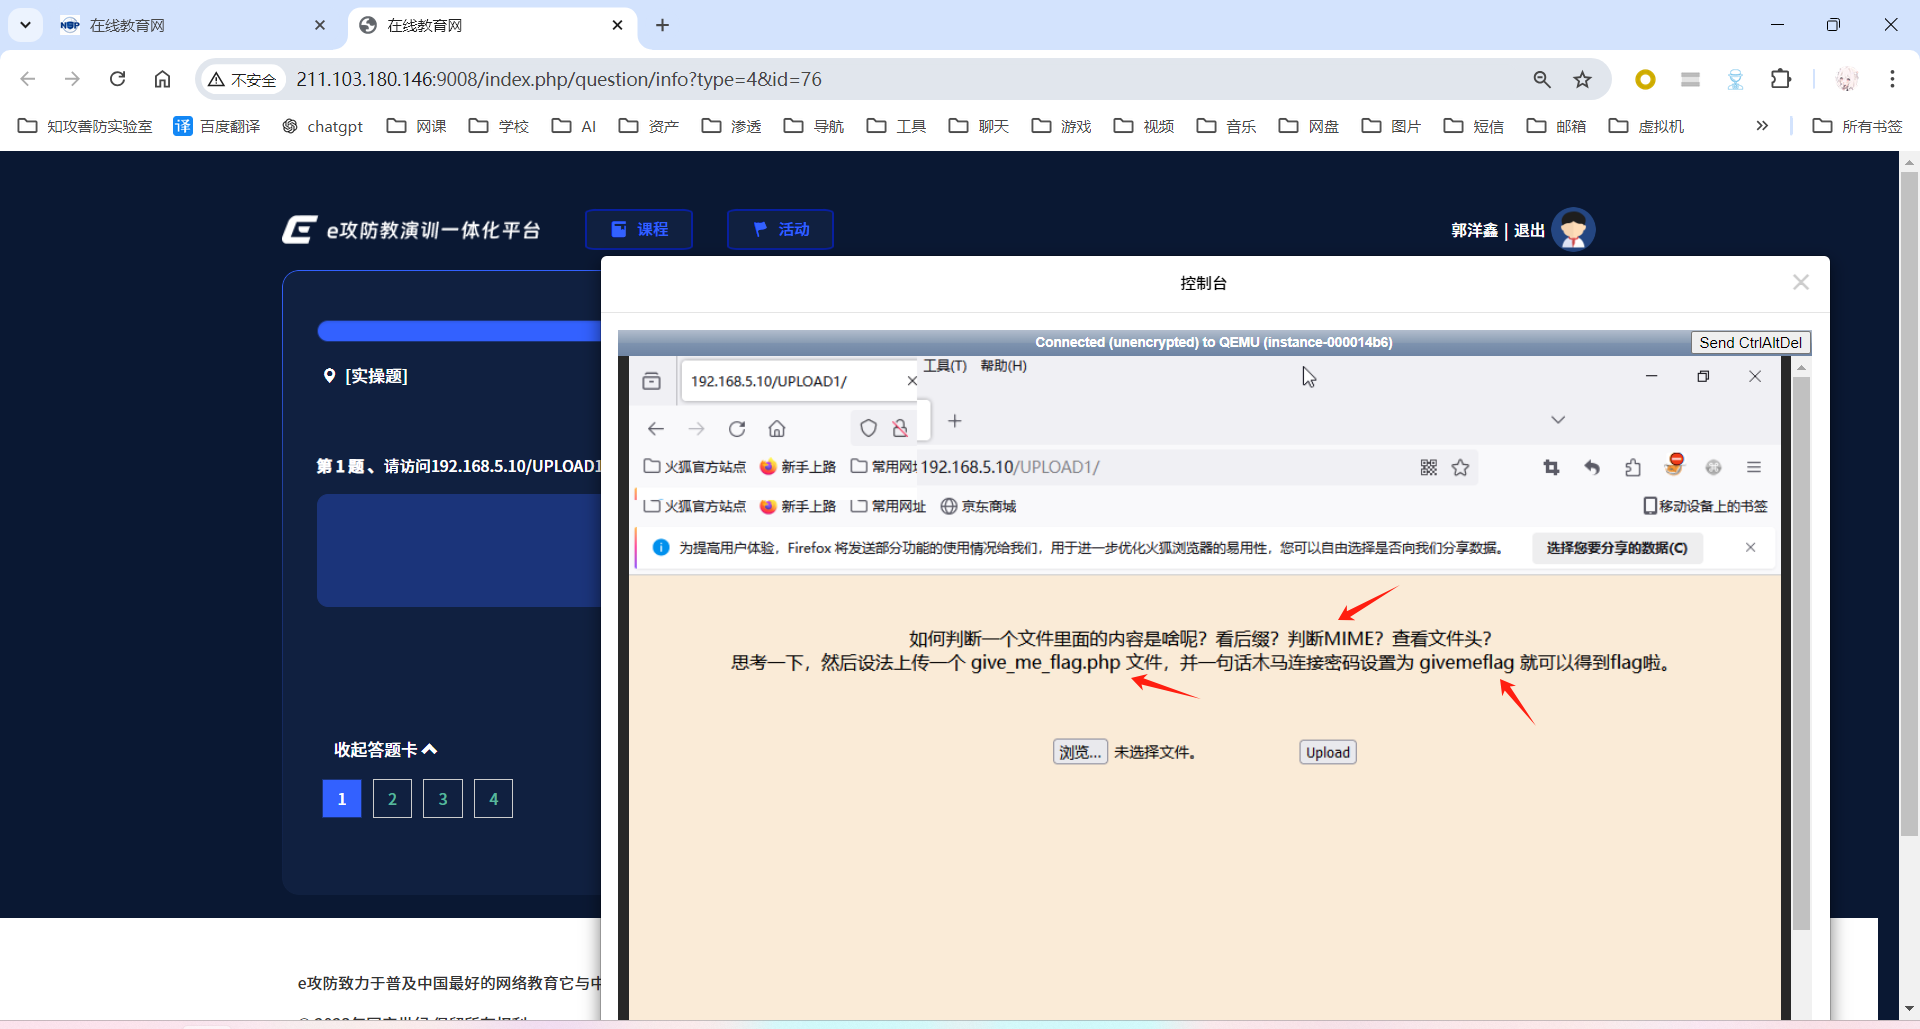 在线教育网
在线教育网
不安全
211.103.180.146:9008/index.php/question/info?type=4&id=76
知攻善防实验室
译 百度翻译
chatgpt
网课
学校
AI
资产
渗透
导航
工具
聊天
游戏
视频
音乐
网盘
图片
短信
邮箱
虚拟机
所有书签
e攻防教演训一体化平台
课程
活动
郭洋鑫 | 退出
控制台
Connected (unencrypted) to QEMU (instance-000014b6)
Send CtrlAltDel
[实操题]
192.168.5.10/UPLOAD1/
工具(T) 帮助(H)
第1题、请访问192.168.5.10/UPLOAD1
火狐官方站点 新手上路 常用网
192.168.5.10/UPLOAD1/
火狐官方站点 新手上路 常用网址 京东商城
移动设备上的书签
为提高用户体验，Firefox 将发送部分功能的使用情况给我们，用于进一步优化火狐浏览器的易用性，您可以自由选择是否向我们分享数据。
选择您要分享的数据(C)
如何判断一个文件里面的内容是啥呢？看后缀？判断MIME？查看文件头？
思考一下，然后设法上传一个 give_me_flag.php 文件，并一句话木马连接密码设置为 givemeflag 就可以得到flag啦。
浏览... 未选择文件。
Upload
收起答题卡
1 2 3 4
e攻防致力于普及中国最好的网络教育它与中